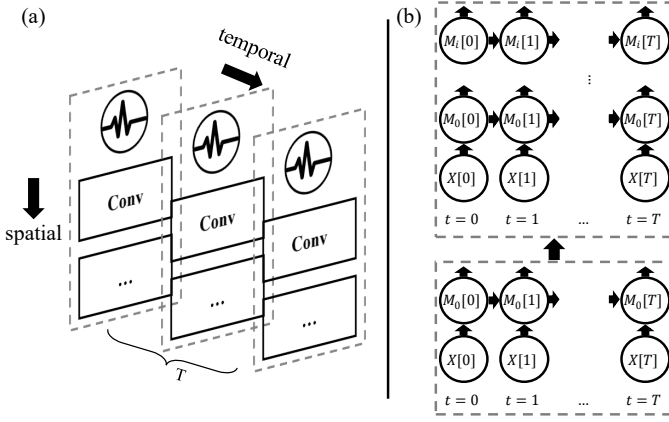 (a)
temporal
spatial
Conv
Conv
Conv
...
...
...
T
(b)
M_i[0] M_i[1] M_i[T]
...
M_0[0] M_0[1] M_0[T]
X[0] X[1] X[T]
t = 0 t = 1 ... t = T
M_0[0] M_0[1] M_0[T]
X[0] X[1] X[T]
t = 0 t = 1 ... t = T